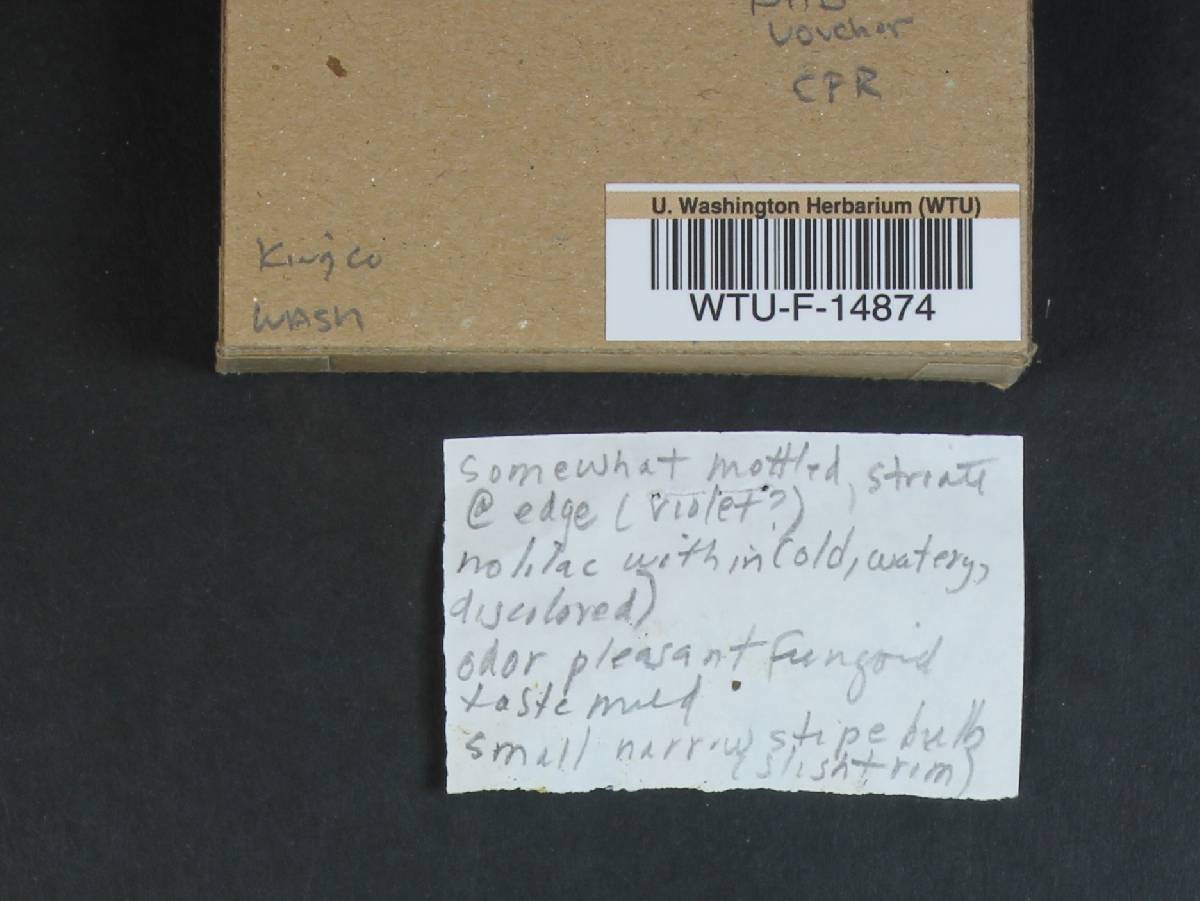 Voucher
CPR
U. Washington Herbarium (WTU)
WTU-F-14874
King Co
WASH
somewhat mottled, striate
@ edge (violet?)
no lilac within (old, watery,
discolored)
odor pleasant fungoid
taste mild
small narrow stipe bulb
(slight rim)